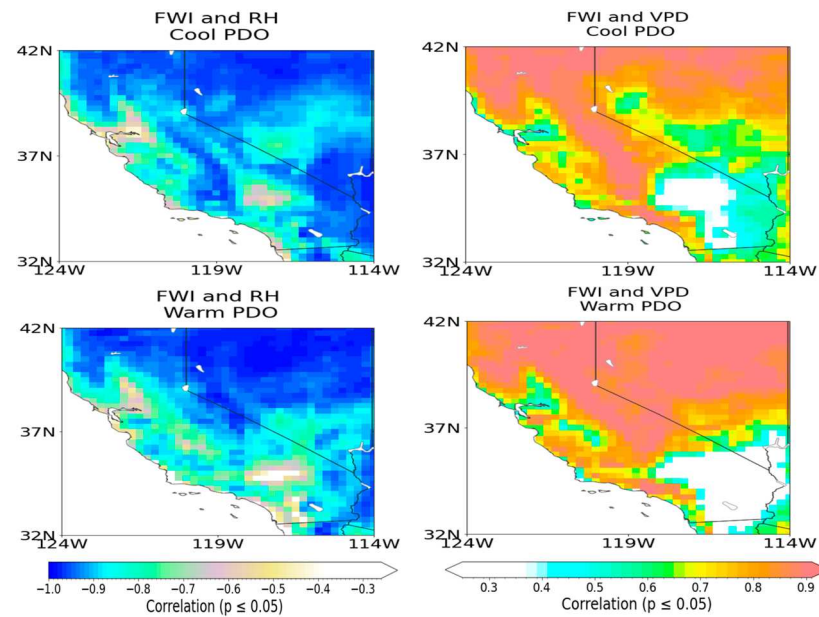 FWI and RH
Cool PDO
42N
37N
32N
124W
119W
114W
FWI and VPD
Cool PDO
42N
37N
32N
124W
119W
114W
FWI and RH
Warm PDO
42N
37N
32N
124W
119W
114W
FWI and VPD
Warm PDO
42N
37N
32N
124W
119W
114W
−1.0 −0.9 −0.8 −0.7 −0.6 −0.5 −0.4 −0.3
Correlation (p ≤ 0.05)
0.3 0.4 0.5 0.6 0.7 0.8 0.9
Correlation (p ≤ 0.05)